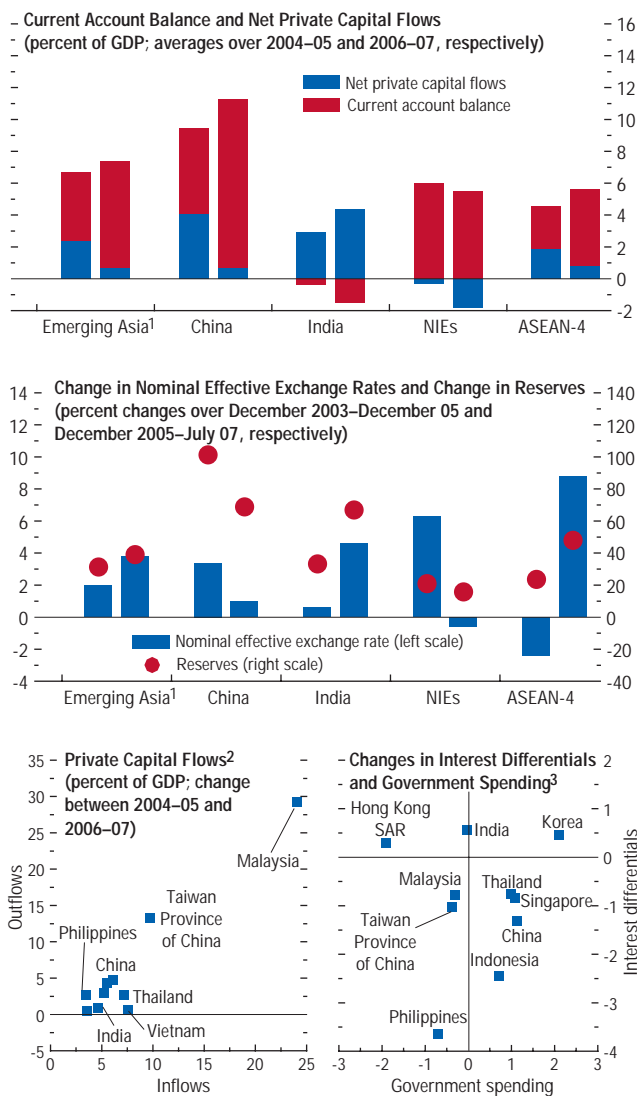 Current Account Balance and Net Private Capital Flows
(percent of GDP; averages over 2004–05 and 2006–07, respectively)
Net private capital flows
Current account balance
16
14
12
10
8
6
4
2
0
-2
Emerging Asia1
China
India
NIEs
ASEAN-4
Change in Nominal Effective Exchange Rates and Change in Reserves
(percent changes over December 2003–December 05 and
December 2005–July 07, respectively)
14
12
10
8
6
4
2
0
-2
-4
140
120
100
80
60
40
20
0
-20
-40
Nominal effective exchange rate (left scale)
Reserves (right scale)
Emerging Asia1
China
India
NIEs
ASEAN-4
Private Capital Flows2
(percent of GDP; change
between 2004–05 and
2006–07)
35
30
25
20
15
10
5
0
-5
Outflows
Malaysia
Taiwan
Province
of China
Philippines
China
Thailand
India
Vietnam
0
5
10
15
20
25
Inflows
Changes in Interest Differentials
and Government Spending3
2
1
0
-1
-2
-3
-4
Interest differentials
Hong Kong
SAR
India
Korea
Malaysia
Thailand
Singapore
Taiwan
Province
of China
China
Indonesia
Philippines
-3
-2
-1
0
1
2
3
Government spending